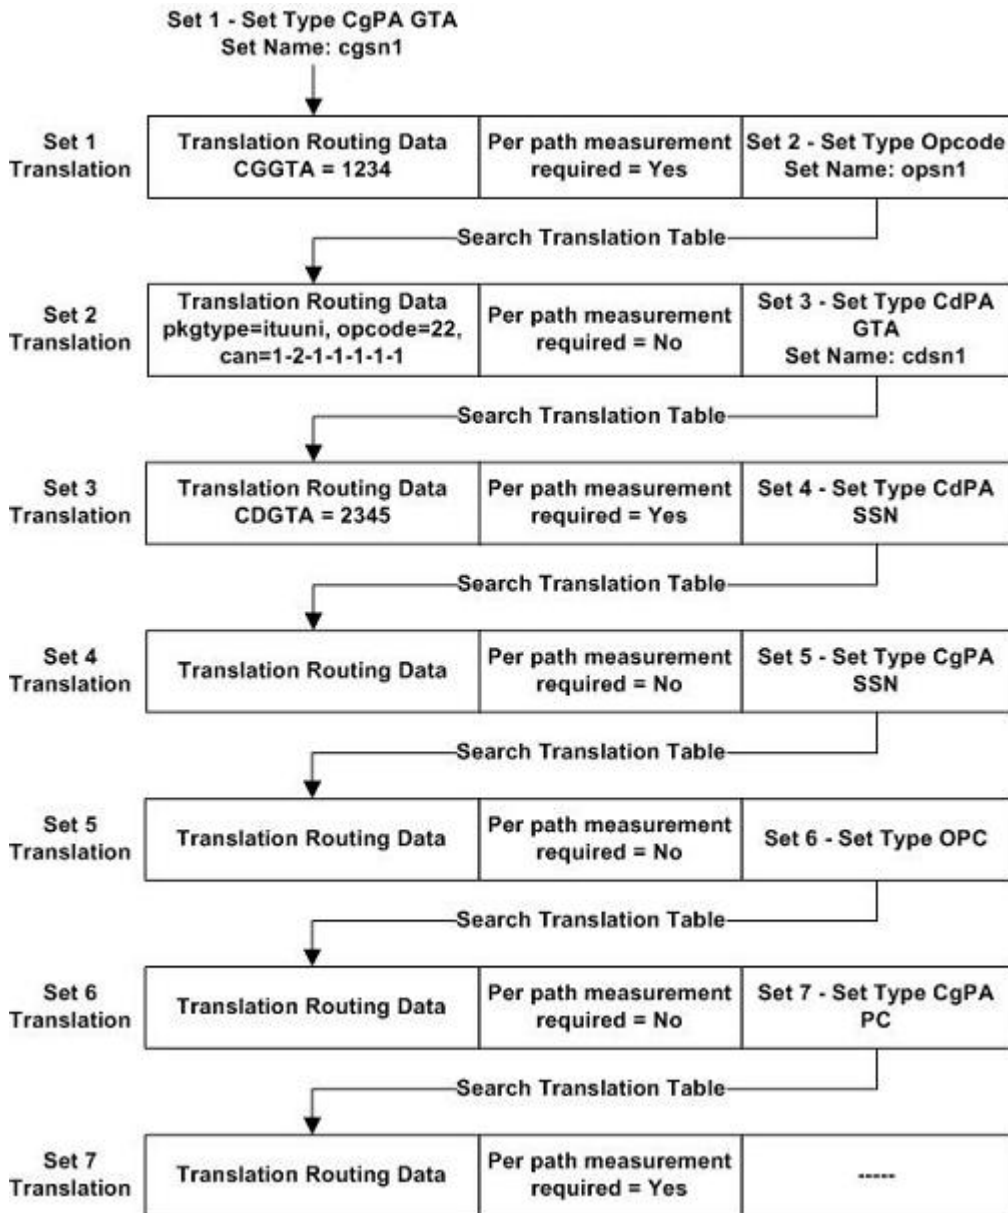 Set 1 - Set Type CgPA GTA
Set Name: cgsn1
Set 1
Translation
Translation Routing Data
CGGTA = 1234
Per path measurement
required = Yes
Set 2 - Set Type Opcode
Set Name: opsn1
Search Translation Table
Set 2
Translation
Translation Routing Data
pkgtype=ituuni, opcode=22,
can=1-2-1-1-1-1-1
Per path measurement
required = No
Set 3 - Set Type CdPA
GTA
Set Name: cdsn1
Search Translation Table
Set 3
Translation
Translation Routing Data
CDGTA = 2345
Per path measurement
required = Yes
Set 4 - Set Type CdPA
SSN
Search Translation Table
Set 4
Translation
Translation Routing Data
Per path measurement
required = No
Set 5 - Set Type CgPA
SSN
Search Translation Table
Set 5
Translation
Translation Routing Data
Per path measurement
required = No
Set 6 - Set Type OPC
Search Translation Table
Set 6
Translation
Translation Routing Data
Per path measurement
required = No
Set 7 - Set Type CgPA
PC
Search Translation Table
Set 7
Translation
Translation Routing Data
Per path measurement
required = Yes
-----